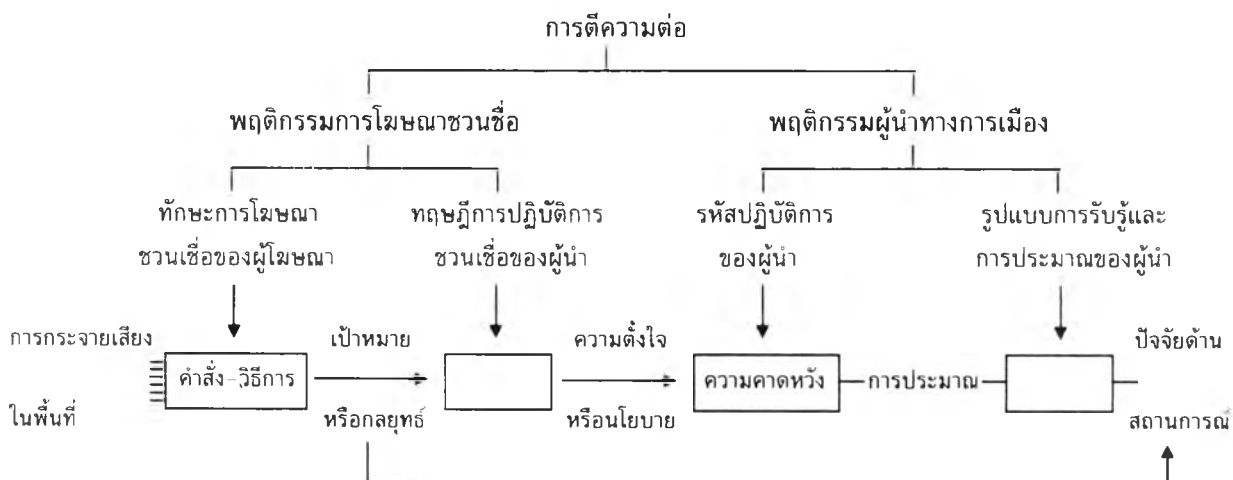 การตีความต่อ
พฤติกรรมการโฆษณาชวนชื่อ
พฤติกรรมผู้นำทางการเมือง
ทักษะการโฆษณา
ชวนเชื่อของผู้โฆษณา
ทฤษฎีการปฏิบัติการ
ชวนเชื่อของผู้นำ
รหัสปฏิบัติการ
ของผู้นำ
รูปแบบการรับรู้และ
การประมาณของผู้นำ
การกระจายเสียง
ในพื้นที่
คำสั่ง-วิธีการ
เป้าหมาย
หรือกลยุทธ์
ความตั้งใจ
หรือนโยบาย
ความคาดหวัง
การประมาณ
ปัจจัยด้าน
สถานการณ์